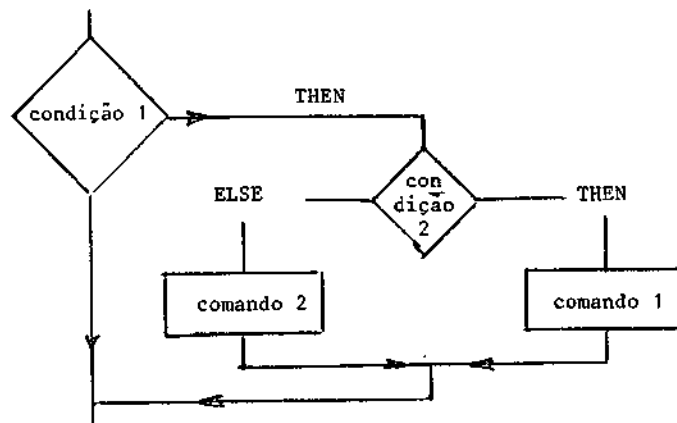 THEN
condição 1
con
dição
2
ELSE
THEN
comando 2
comando 1